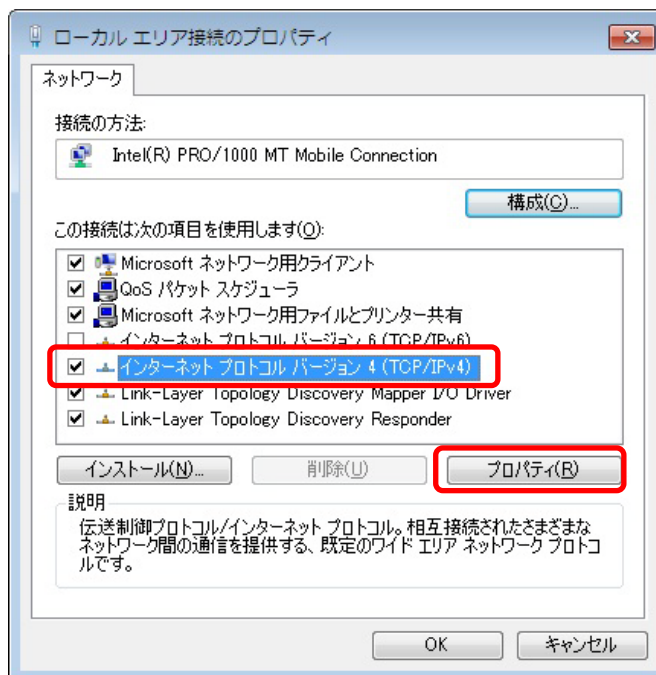 ローカル エリア接続のプロパティ
ネットワーク
接続の方法:
Intel(R) PRO/1000 MT Mobile Connection
構成(C)...
この接続は次の項目を使用します(O):
Microsoft ネットワーク用クライアント
QoS パケット スケジューラ
Microsoft ネットワーク用ファイルとプリンター共有
インターネット プロトコル バージョン 6 (TCP/IPv6)
インターネット プロトコル バージョン 4 (TCP/IPv4)
Link-Layer Topology Discovery Mapper I/O Driver
Link-Layer Topology Discovery Responder
インストール(N)...
削除(U)
プロパティ(R)
説明
伝送制御プロトコル/インターネット プロトコル。相互接続されたさまざまな
ネットワーク間の通信を提供する、既定のワイド エリア ネットワーク プロトコ
ルです。
OK
キャンセル